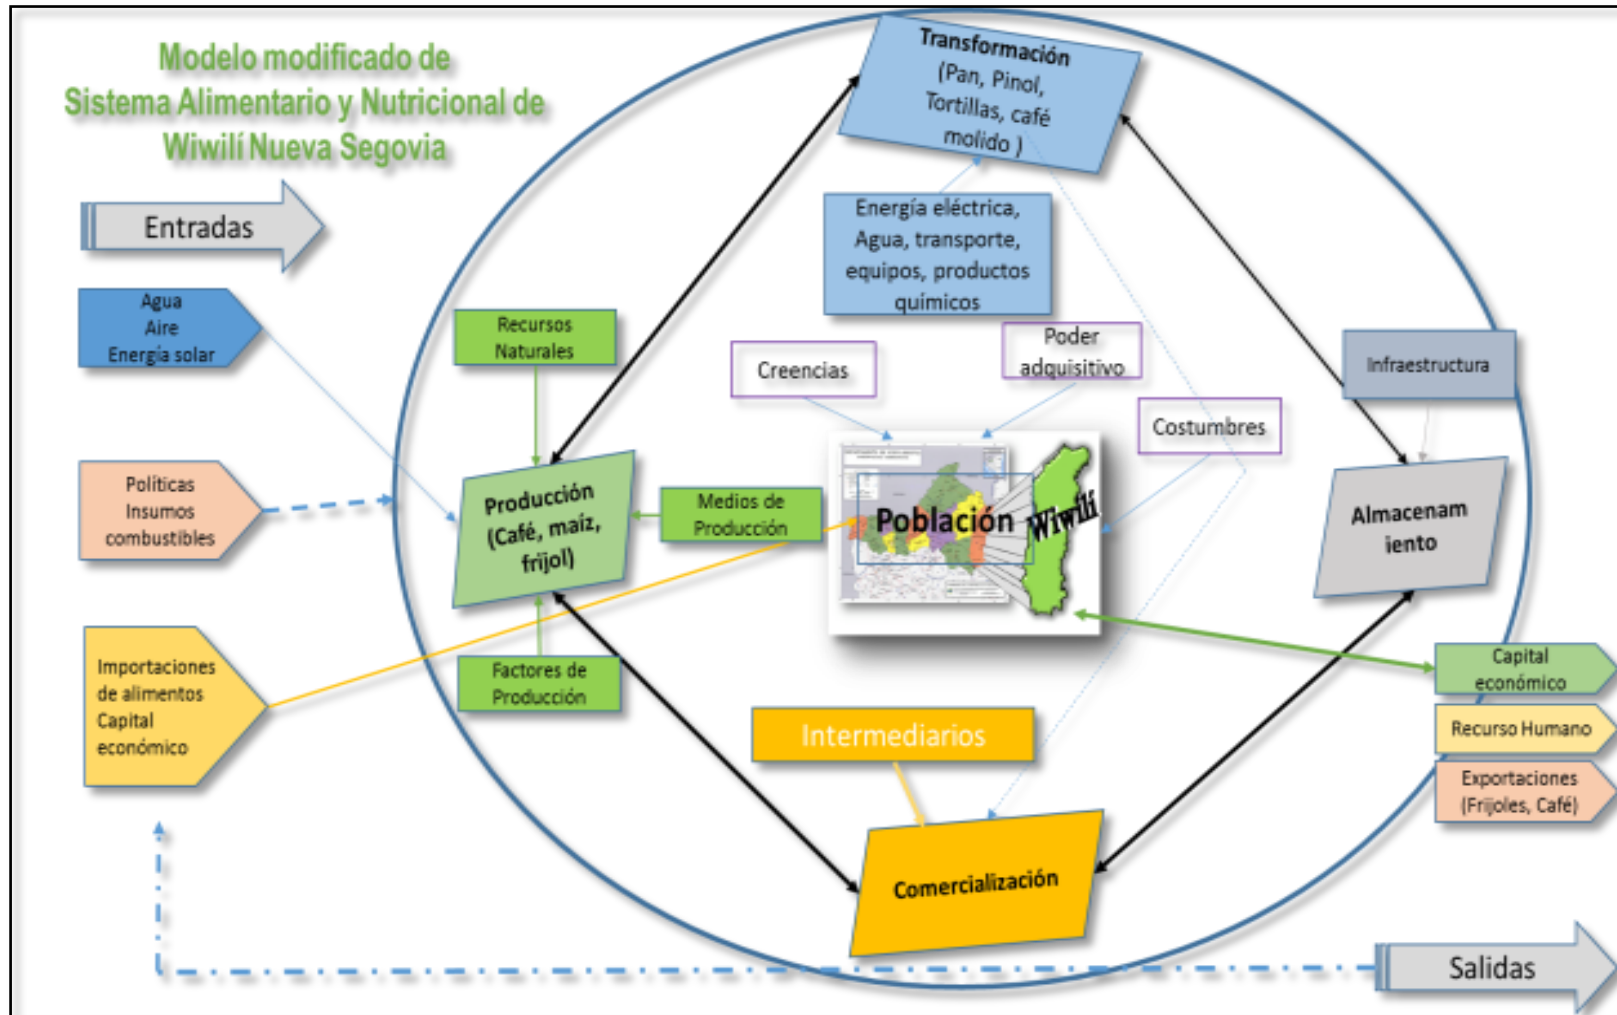 Modelo modificado de
Sistema Alimentario y Nutricional de
Wiwilí Nueva Segovia
Entradas
Agua
Aire
Energía solar
Políticas
Insumos
combustibles
Importaciones
de alimentos
Capital
económico
Transformación
(Pan, Pinol,
Tortillas, café
molido )
Energía eléctrica,
Agua, transporte,
equipos, productos
químicos
Recursos
Naturales
Creencias
Poder
adquisitivo
Costumbres
Infraestructura
Producción
(Café, maíz,
frijol)
Medios de
Producción
Población
Wiwilí
Almacenam
iento
Factores de
Producción
Intermediarios
Comercialización
Capital
económico
Recurso Humano
Exportaciones
(Frijoles, Café)
Salidas